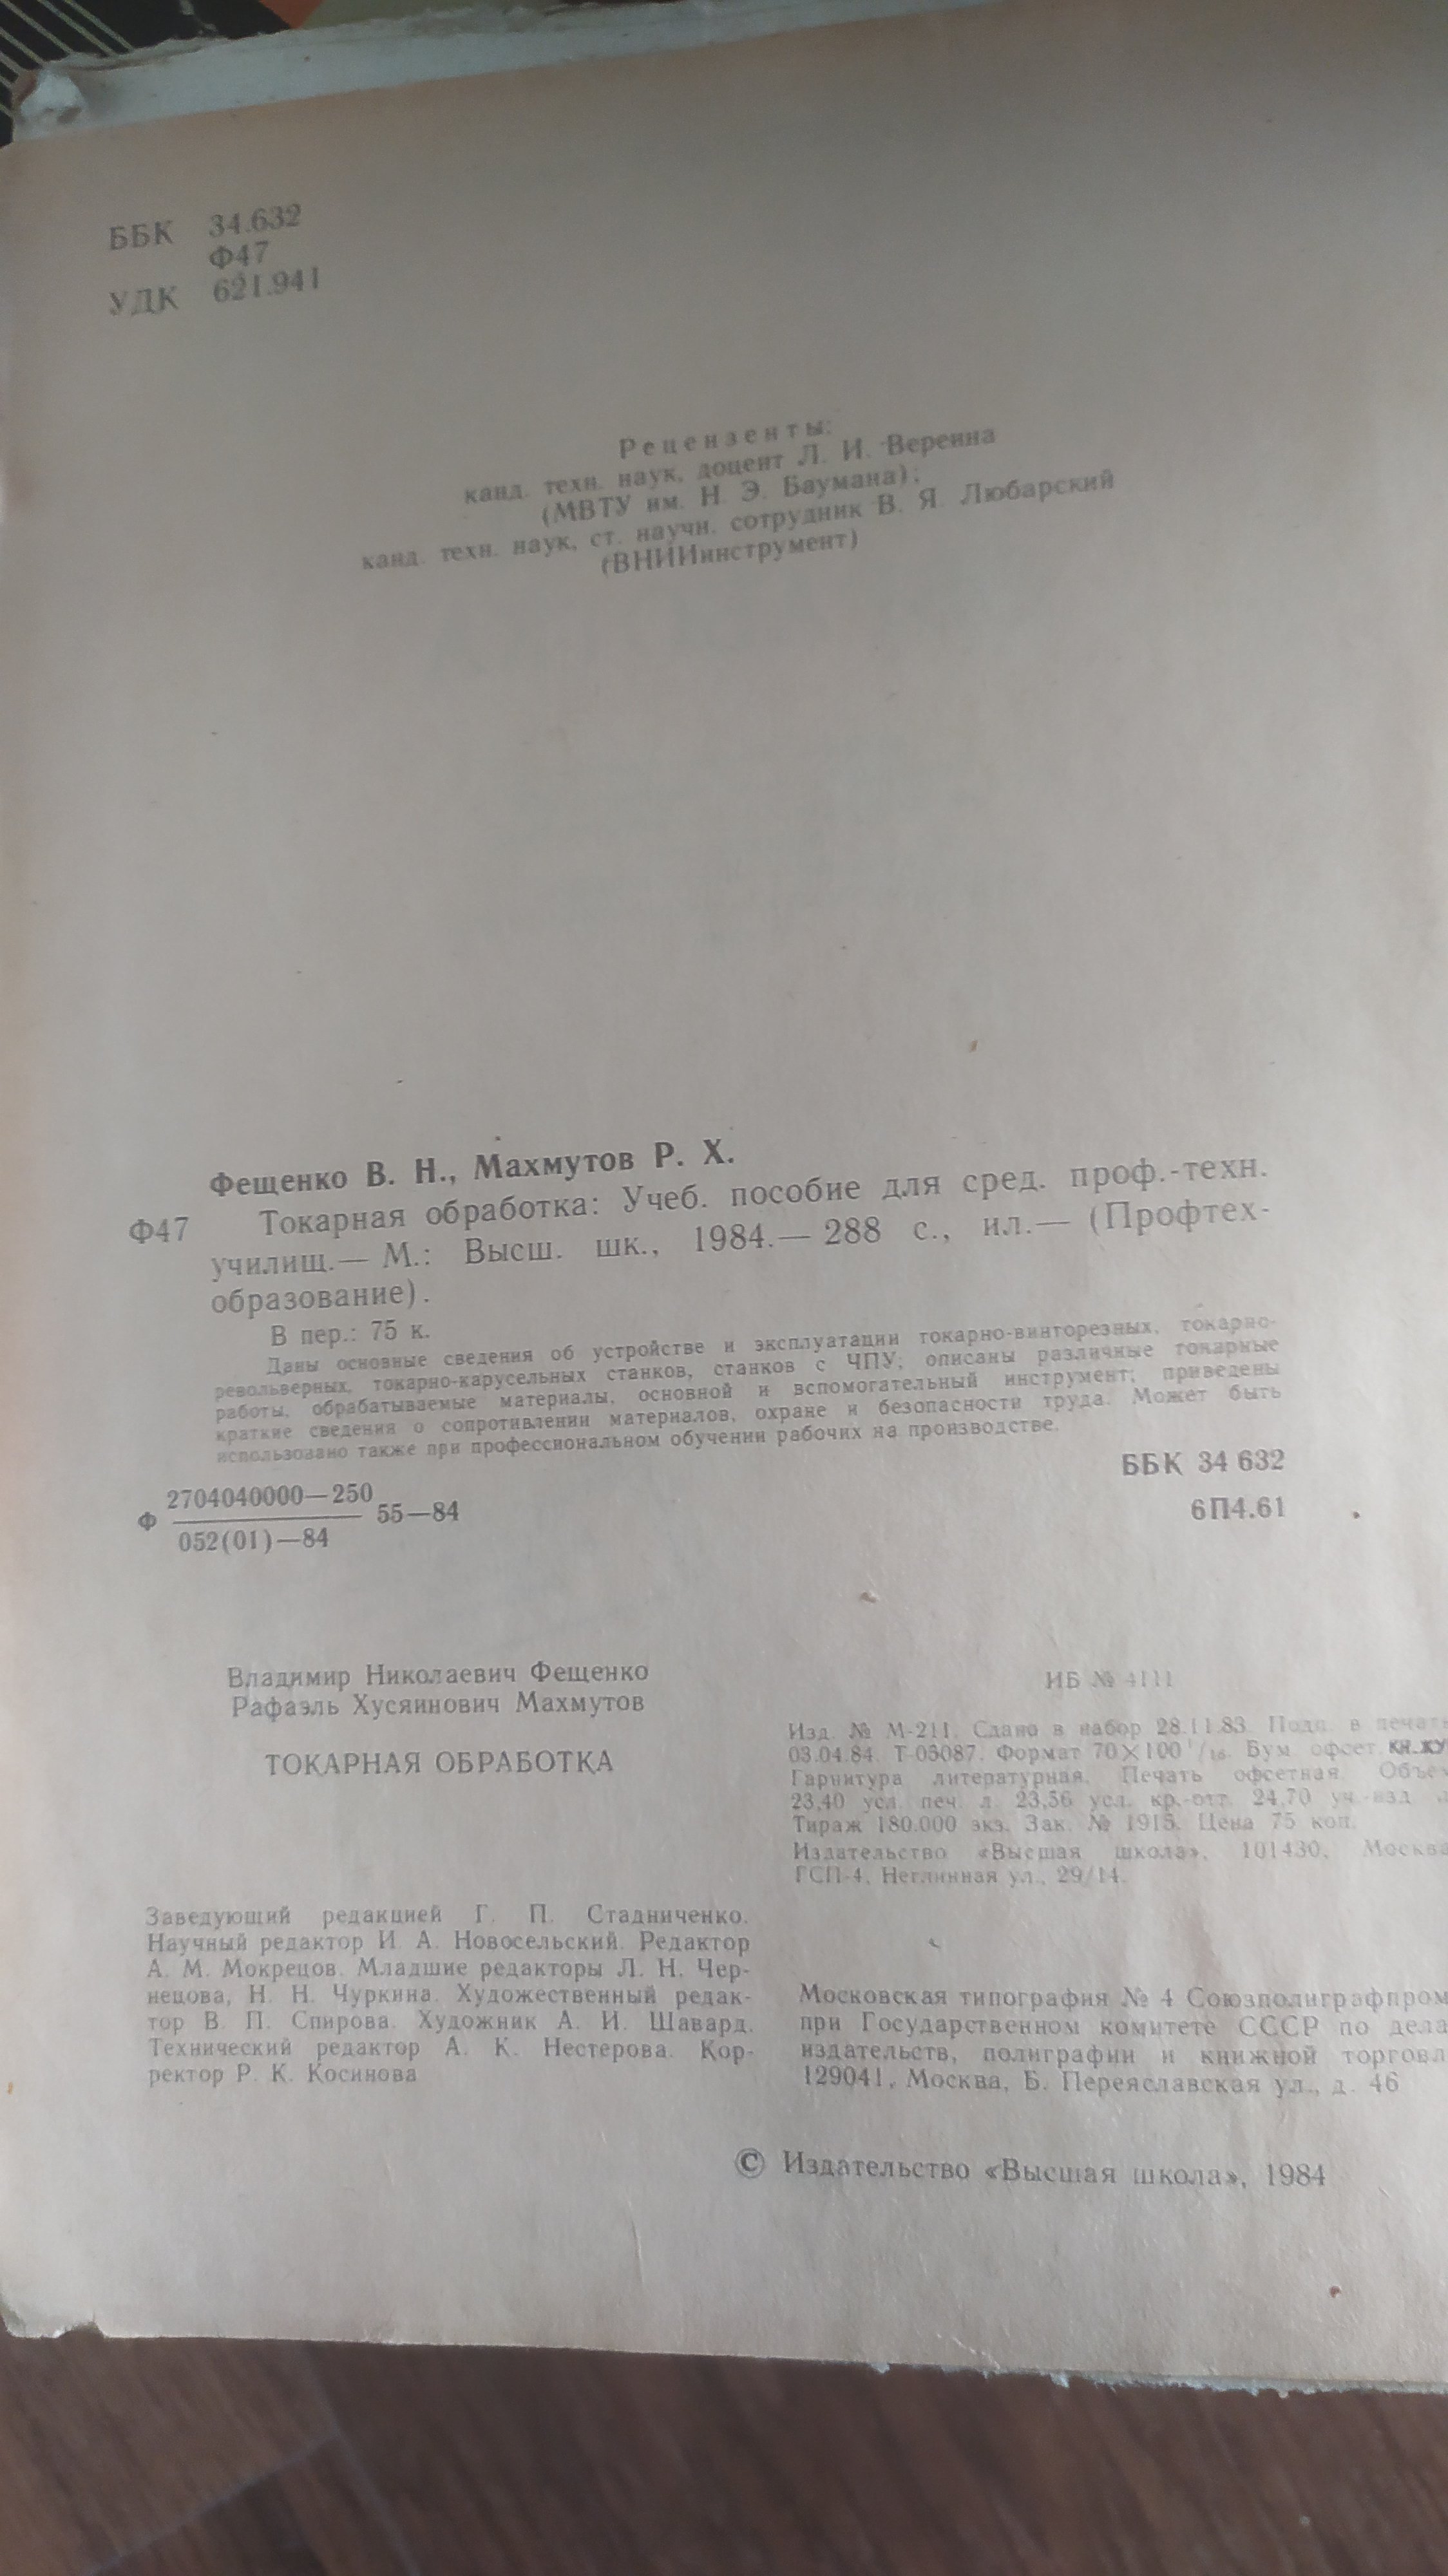 ББК 34.632
Ф47
УДК 621.941
Рецензенты:
канд. техн. наук, доцент Л. И. Вереина
(МВТУ им. Н. Э. Баумана);
канд. техн. наук, ст. научн. сотрудник В. Я. Любарский
(ВНИИинструмент)
Фещенко В. Н., Махмутов Р. Х.
Ф47 Токарная обработка: Учеб. пособие для сред. проф.-техн.
училищ.— М.: Высш. шк., 1984.— 288 с., ил.— (Профтех-
образование).
В пер.: 75 к.
Даны основные сведения об устройстве и эксплуатации токарно-винторезных, токарно-
револьверных, токарно-карусельных станков, станков с ЧПУ; описаны различные токарные
работы, обрабатываемые материалы, основной и вспомогательный инструмент; приведены
краткие сведения о сопротивлении материалов, охране и безопасности труда. Может быть
использовано также при профессиональном обучении рабочих на производстве.
Ф 2704040000—250
052(01)—84
55—84
ББК 34 632
6П4.61
Владимир Николаевич Фещенко
Рафаэль Хусяинович Махмутов
ТОКАРНАЯ ОБРАБОТКА
Заведующий редакцией Г. П. Стадниченко.
Научный редактор И. А. Новосельский. Редактор
А. М. Мокрецов. Младшие редакторы Л. Н. Чер-
нецова, Н. Н. Чуркина. Художественный редак-
тор В. П. Спирова. Художник А. И. Шавард.
Технический редактор А. К. Нестерова. Кор-
ректор Р. К. Косинова
ИБ № 4111
Изд. № М-211. Сдано в набор 28.11.83. Подп. в печать
03.04.84. Т-05087. Формат 70×100 1/16. Бум. офсет. кн.-жу
Гарнитура литературная. Печать офсетная. Объем
23,40 усл. печ. л. 23,56 усл. кр.-отт. 24,70 уч.-изд. л
Тираж 180.000 экз. Зак. № 1915. Цена 75 коп.
Издательство «Высшая школа», 101430, Москва
ГСП-4, Неглинная ул., 29/14.
Московская типография № 4 Союзполиграфпром
при Государственном комитете СССР по дела
издательств, полиграфии и книжной торговл
129041, Москва, Б. Переяславская ул., д. 46
© Издательство «Высшая школа», 1984